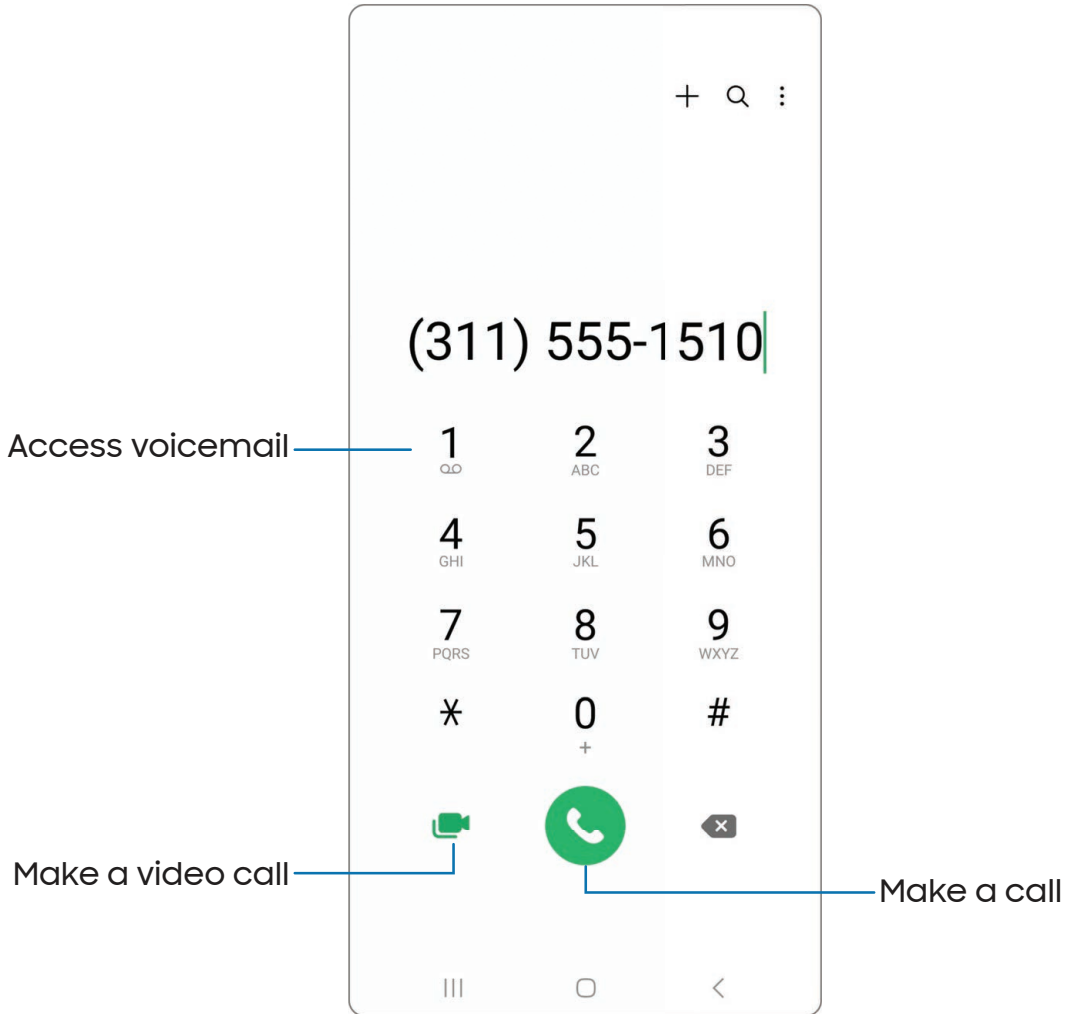 (311) 555-1510
Access voicemail
1 2 3
ABC DEF
4 5 6
GHI JKL MNO
7 8 9
PQRS TUV WXYZ
* 0 #
+
Make a video call
Make a call